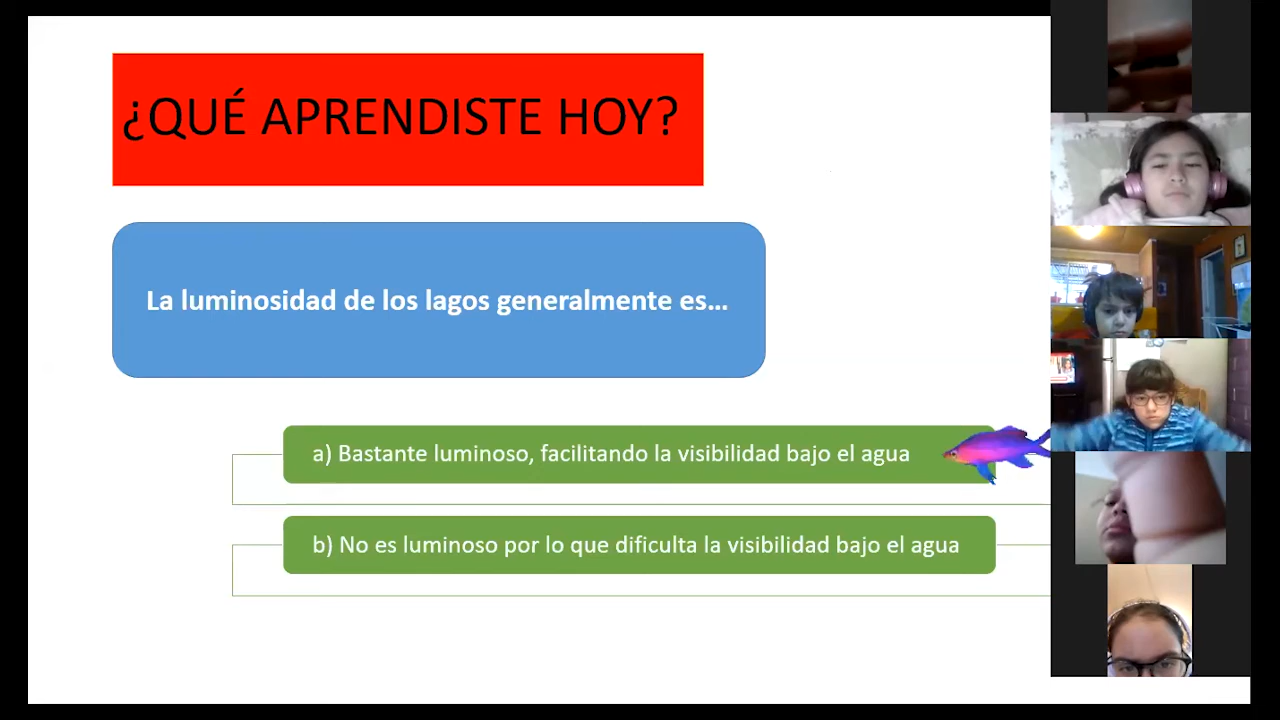 ¿QUÉ APRENDISTE HOY?
La luminosidad de los lagos generalmente es...
a) Bastante luminoso, facilitando la visibilidad bajo el agua
b) No es luminoso por lo que dificulta la visibilidad bajo el agua